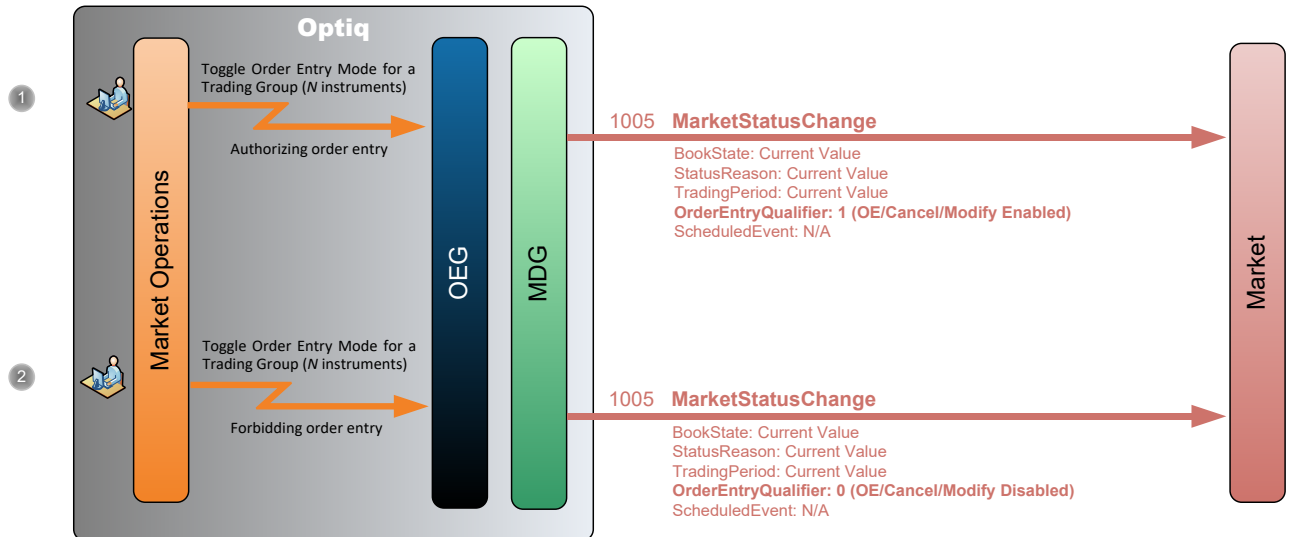 Optiq
1
Market Operations
Toggle Order Entry Mode for a
Trading Group (N instruments)
Authorizing order entry
OEG
MDG
1005 MarketStatusChange
BookState: Current Value
StatusReason: Current Value
TradingPeriod: Current Value
OrderEntryQualifier: 1 (OE/Cancel/Modify Enabled)
ScheduledEvent: N/A
Market
2
Toggle Order Entry Mode for a
Trading Group (N instruments)
Forbidding order entry
1005 MarketStatusChange
BookState: Current Value
StatusReason: Current Value
TradingPeriod: Current Value
OrderEntryQualifier: 0 (OE/Cancel/Modify Disabled)
ScheduledEvent: N/A